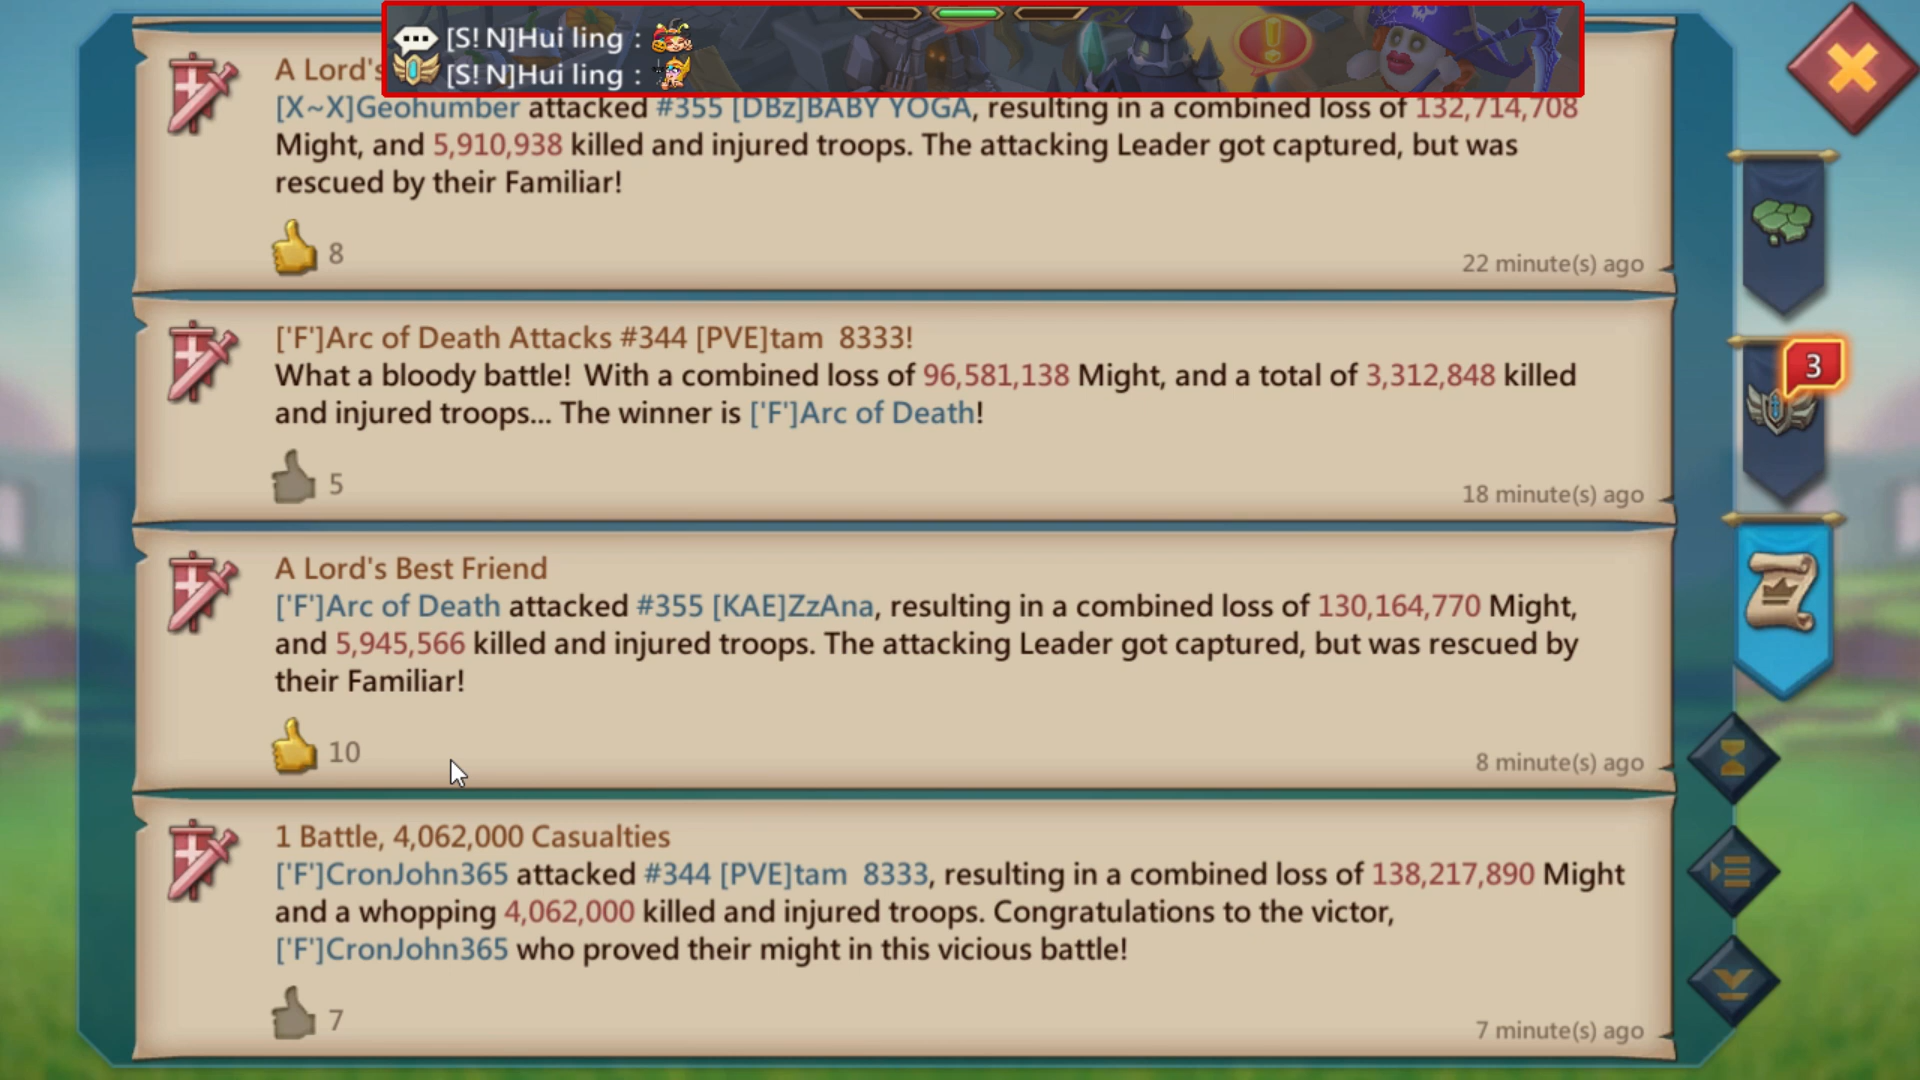 [S! N]Hui ling :
[S! N]Hui ling :
A Lord's
[X~X]Geohumber attacked #355 [DBz]BABY YOGA, resulting in a combined loss of 132,714,708
Might, and 5,910,938 killed and injured troops. The attacking Leader got captured, but was
rescued by their Familiar!
8
22 minute(s) ago
['F']Arc of Death Attacks #344 [PVE]tam  8333!
What a bloody battle! With a combined loss of 96,581,138 Might, and a total of 3,312,848 killed
and injured troops... The winner is ['F']Arc of Death!
5
18 minute(s) ago
3
A Lord's Best Friend
['F']Arc of Death attacked #355 [KAE]ZzAna, resulting in a combined loss of 130,164,770 Might,
and 5,945,566 killed and injured troops. The attacking Leader got captured, but was rescued by
their Familiar!
10
8 minute(s) ago
1 Battle, 4,062,000 Casualties
['F']CronJohn365 attacked #344 [PVE]tam  8333, resulting in a combined loss of 138,217,890 Might
and a whopping 4,062,000 killed and injured troops. Congratulations to the victor,
['F']CronJohn365 who proved their might in this vicious battle!
7
7 minute(s) ago